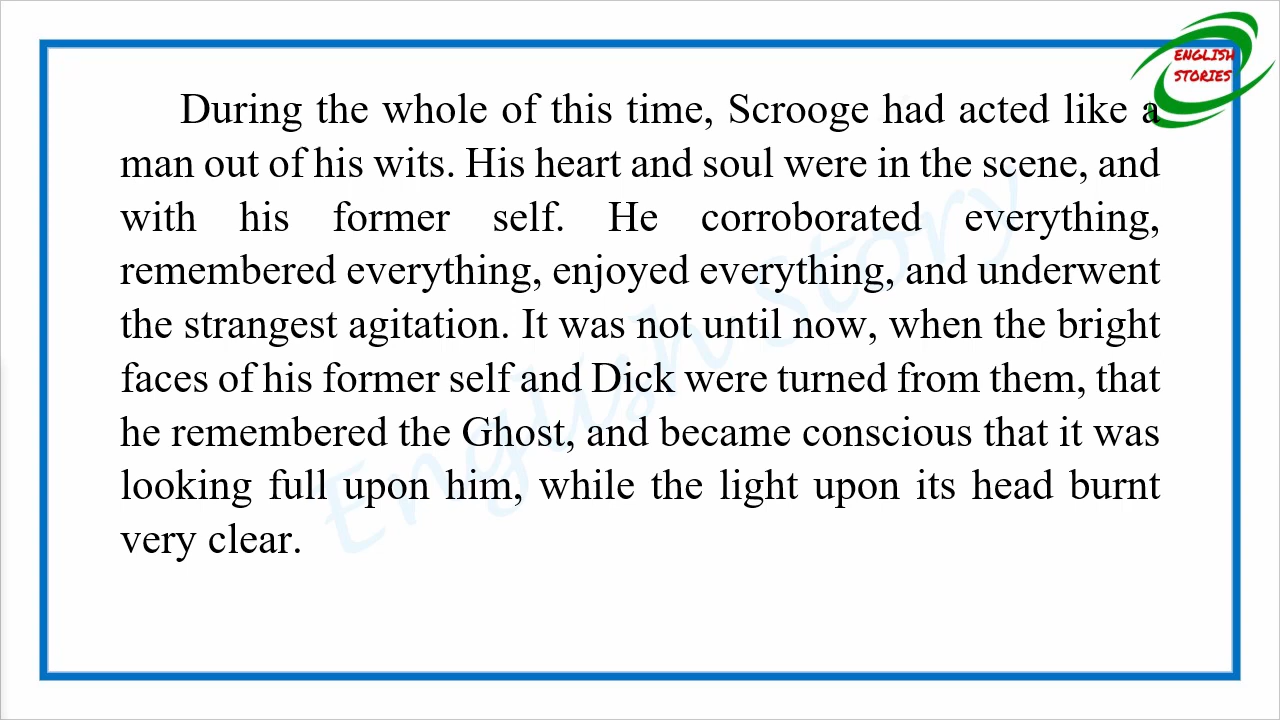 ENGLISH
STORIES
During the whole of this time, Scrooge had acted like a
man out of his wits. His heart and soul were in the scene, and
with his former self. He corroborated everything,
remembered everything, enjoyed everything, and underwent
the strangest agitation. It was not until now, when the bright
faces of his former self and Dick were turned from them, that
he remembered the Ghost, and became conscious that it was
looking full upon him, while the light upon its head burnt
very clear.
English Story